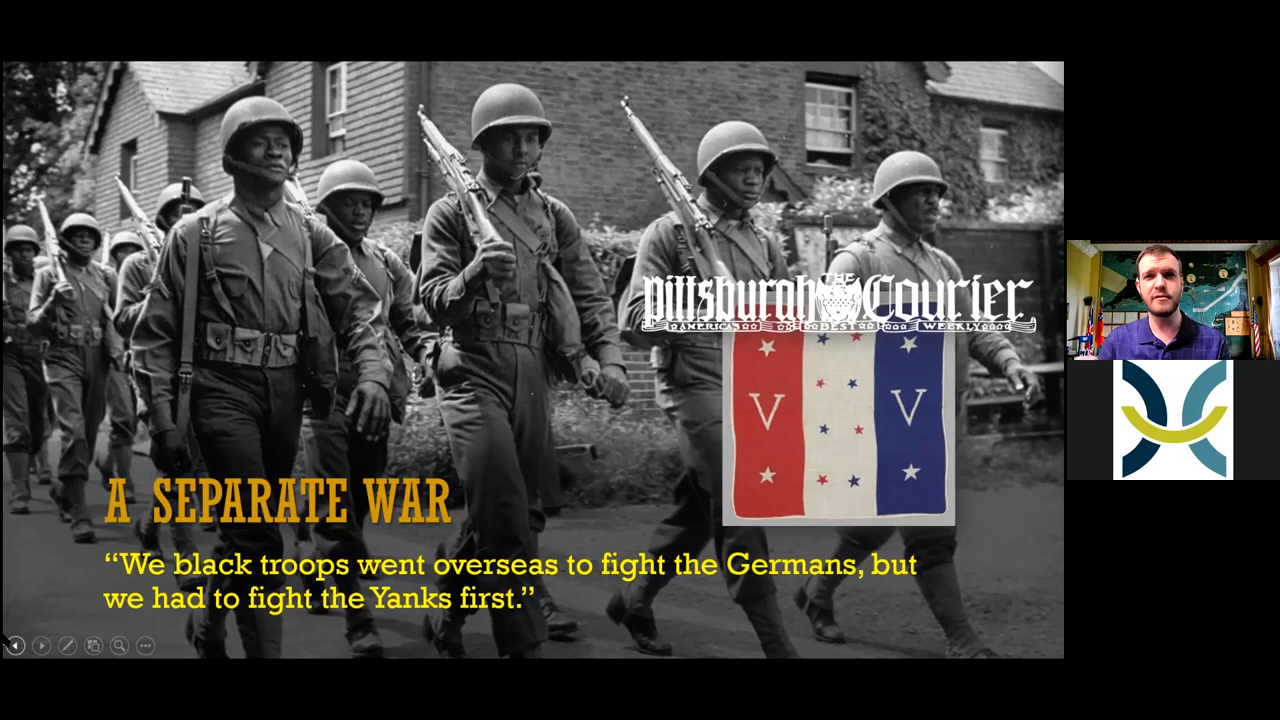 THE
Pittsburgh Courier
AMERICA'S BEST WEEKLY
V V
A SEPARATE WAR
“We black troops went overseas to fight the Germans, but
we had to fight the Yanks first.”